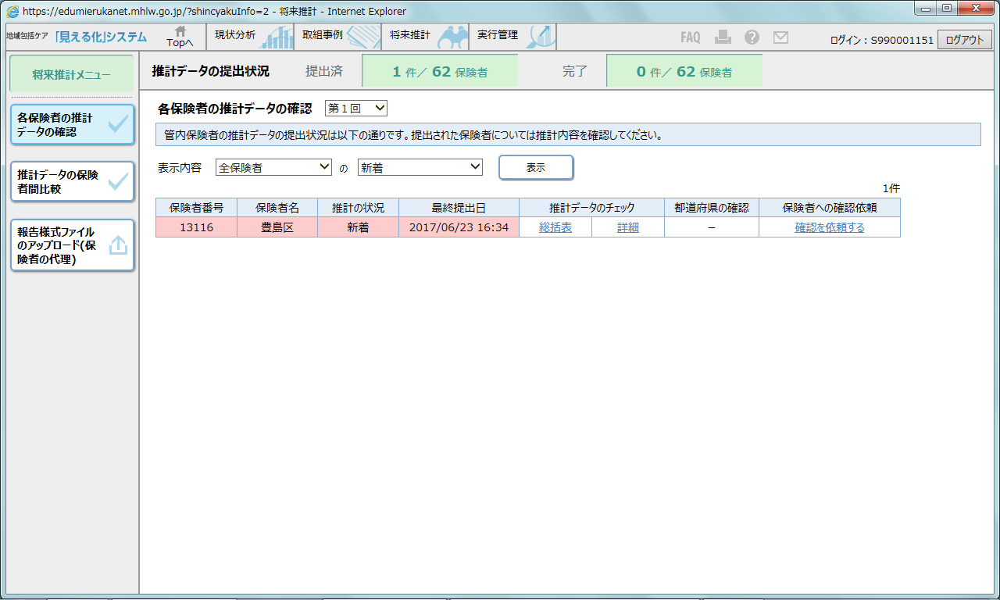 https://edumierukanet.mhlw.go.jp/?shincyakuInfo=2 - 将来推計 - Internet Explorer
地域包括ケア 「見える化」システム Topへ 現状分析 取組事例 将来推計 実行管理 FAQ ログイン：S990001151 ログアウト
将来推計メニュー
各保険者の推計
データの確認
推計データの保険
者間比較
報告様式ファイル
のアップロード(保
険者の代理)
推計データの提出状況 提出済 1 件／ 62 保険者 完了 0 件／ 62 保険者
各保険者の推計データの確認 第１回
管内保険者の推計データの提出状況は以下の通りです。提出された保険者については推計内容を確認してください。
表示内容 全保険者 の 新着 表示
1件
保険者番号 保険者名 推計の状況 最終提出日 推計データのチェック 都道府県の確認 保険者への確認依頼
13116 豊島区 新着 2017/06/23 16:34 総括表 詳細 － 確認を依頼する